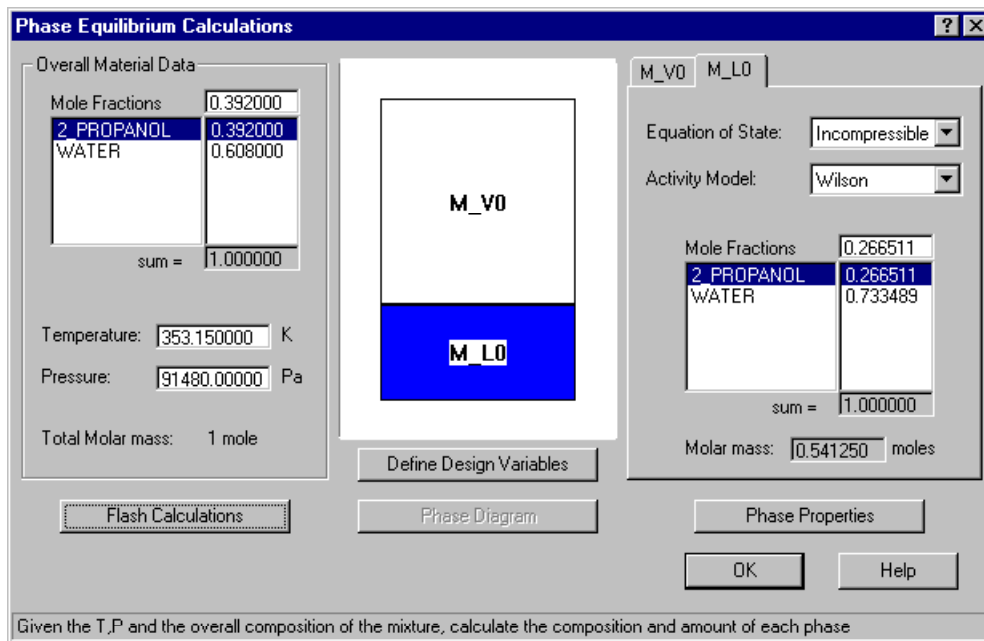 Phase Equilibrium Calculations
Overall Material Data
Mole Fractions 0.392000
2_PROPANOL 0.392000
WATER 0.608000
sum = 1.000000
Temperature: 353.150000 K
Pressure: 91480.00000 Pa
Total Molar mass: 1 mole
Flash Calculations
M_V0
M_L0
Define Design Variables
Phase Diagram
M_V0 M_L0
Equation of State: Incompressible
Activity Model: Wilson
Mole Fractions 0.266511
2_PROPANOL 0.266511
WATER 0.733489
sum = 1.000000
Molar mass: 0.541250 moles
Phase Properties
OK Help
Given the T,P and the overall composition of the mixture, calculate the composition and amount of each phase